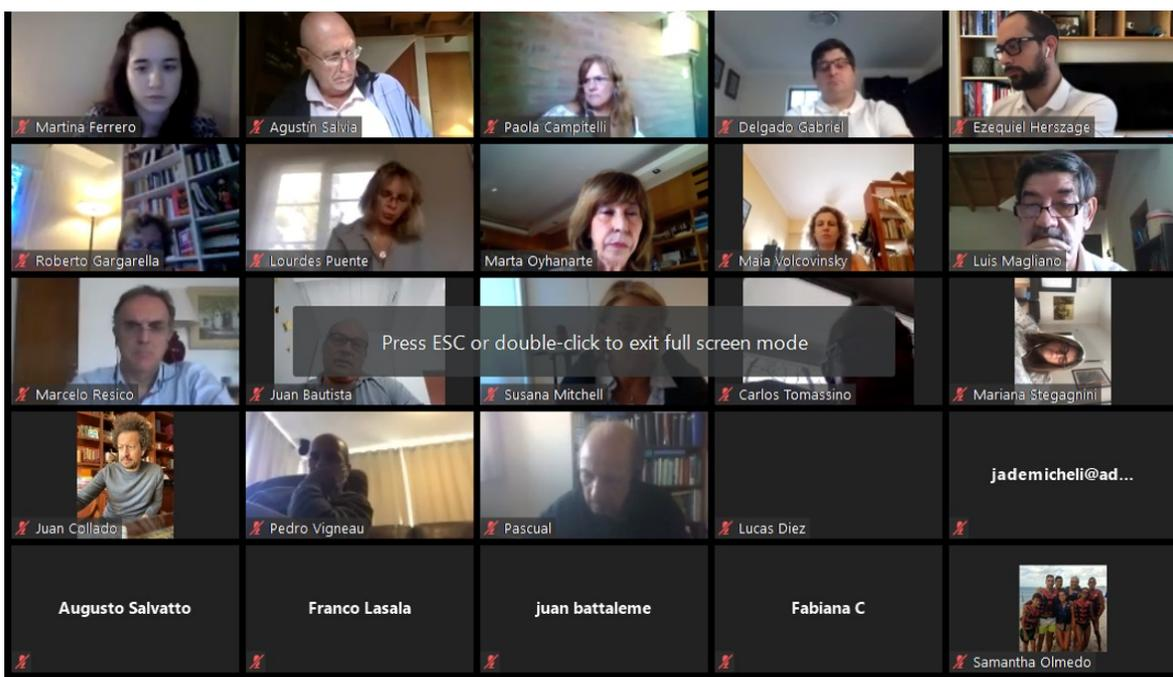 Martina Ferrero
Agustín Salvia
Paola Campitelli
Delgado Gabriel
Ezequiel Herszage
Roberto Gargarella
Lourdes Puente
Marta Oyhanarte
Maia Volcovinsky
Luis Magliano
Press ESC or double-click to exit full screen mode
Marcelo Resico
Juan Bautista
Susana Mitchell
Carlos Tomassino
Mariana Stegagnini
jademicheli@ad...
Juan Collado
Pedro Vigneau
Pascual
Lucas Diez
Augusto Salvatto
Franco Lasala
juan battaleme
Fabiana C
Samantha Olmedo